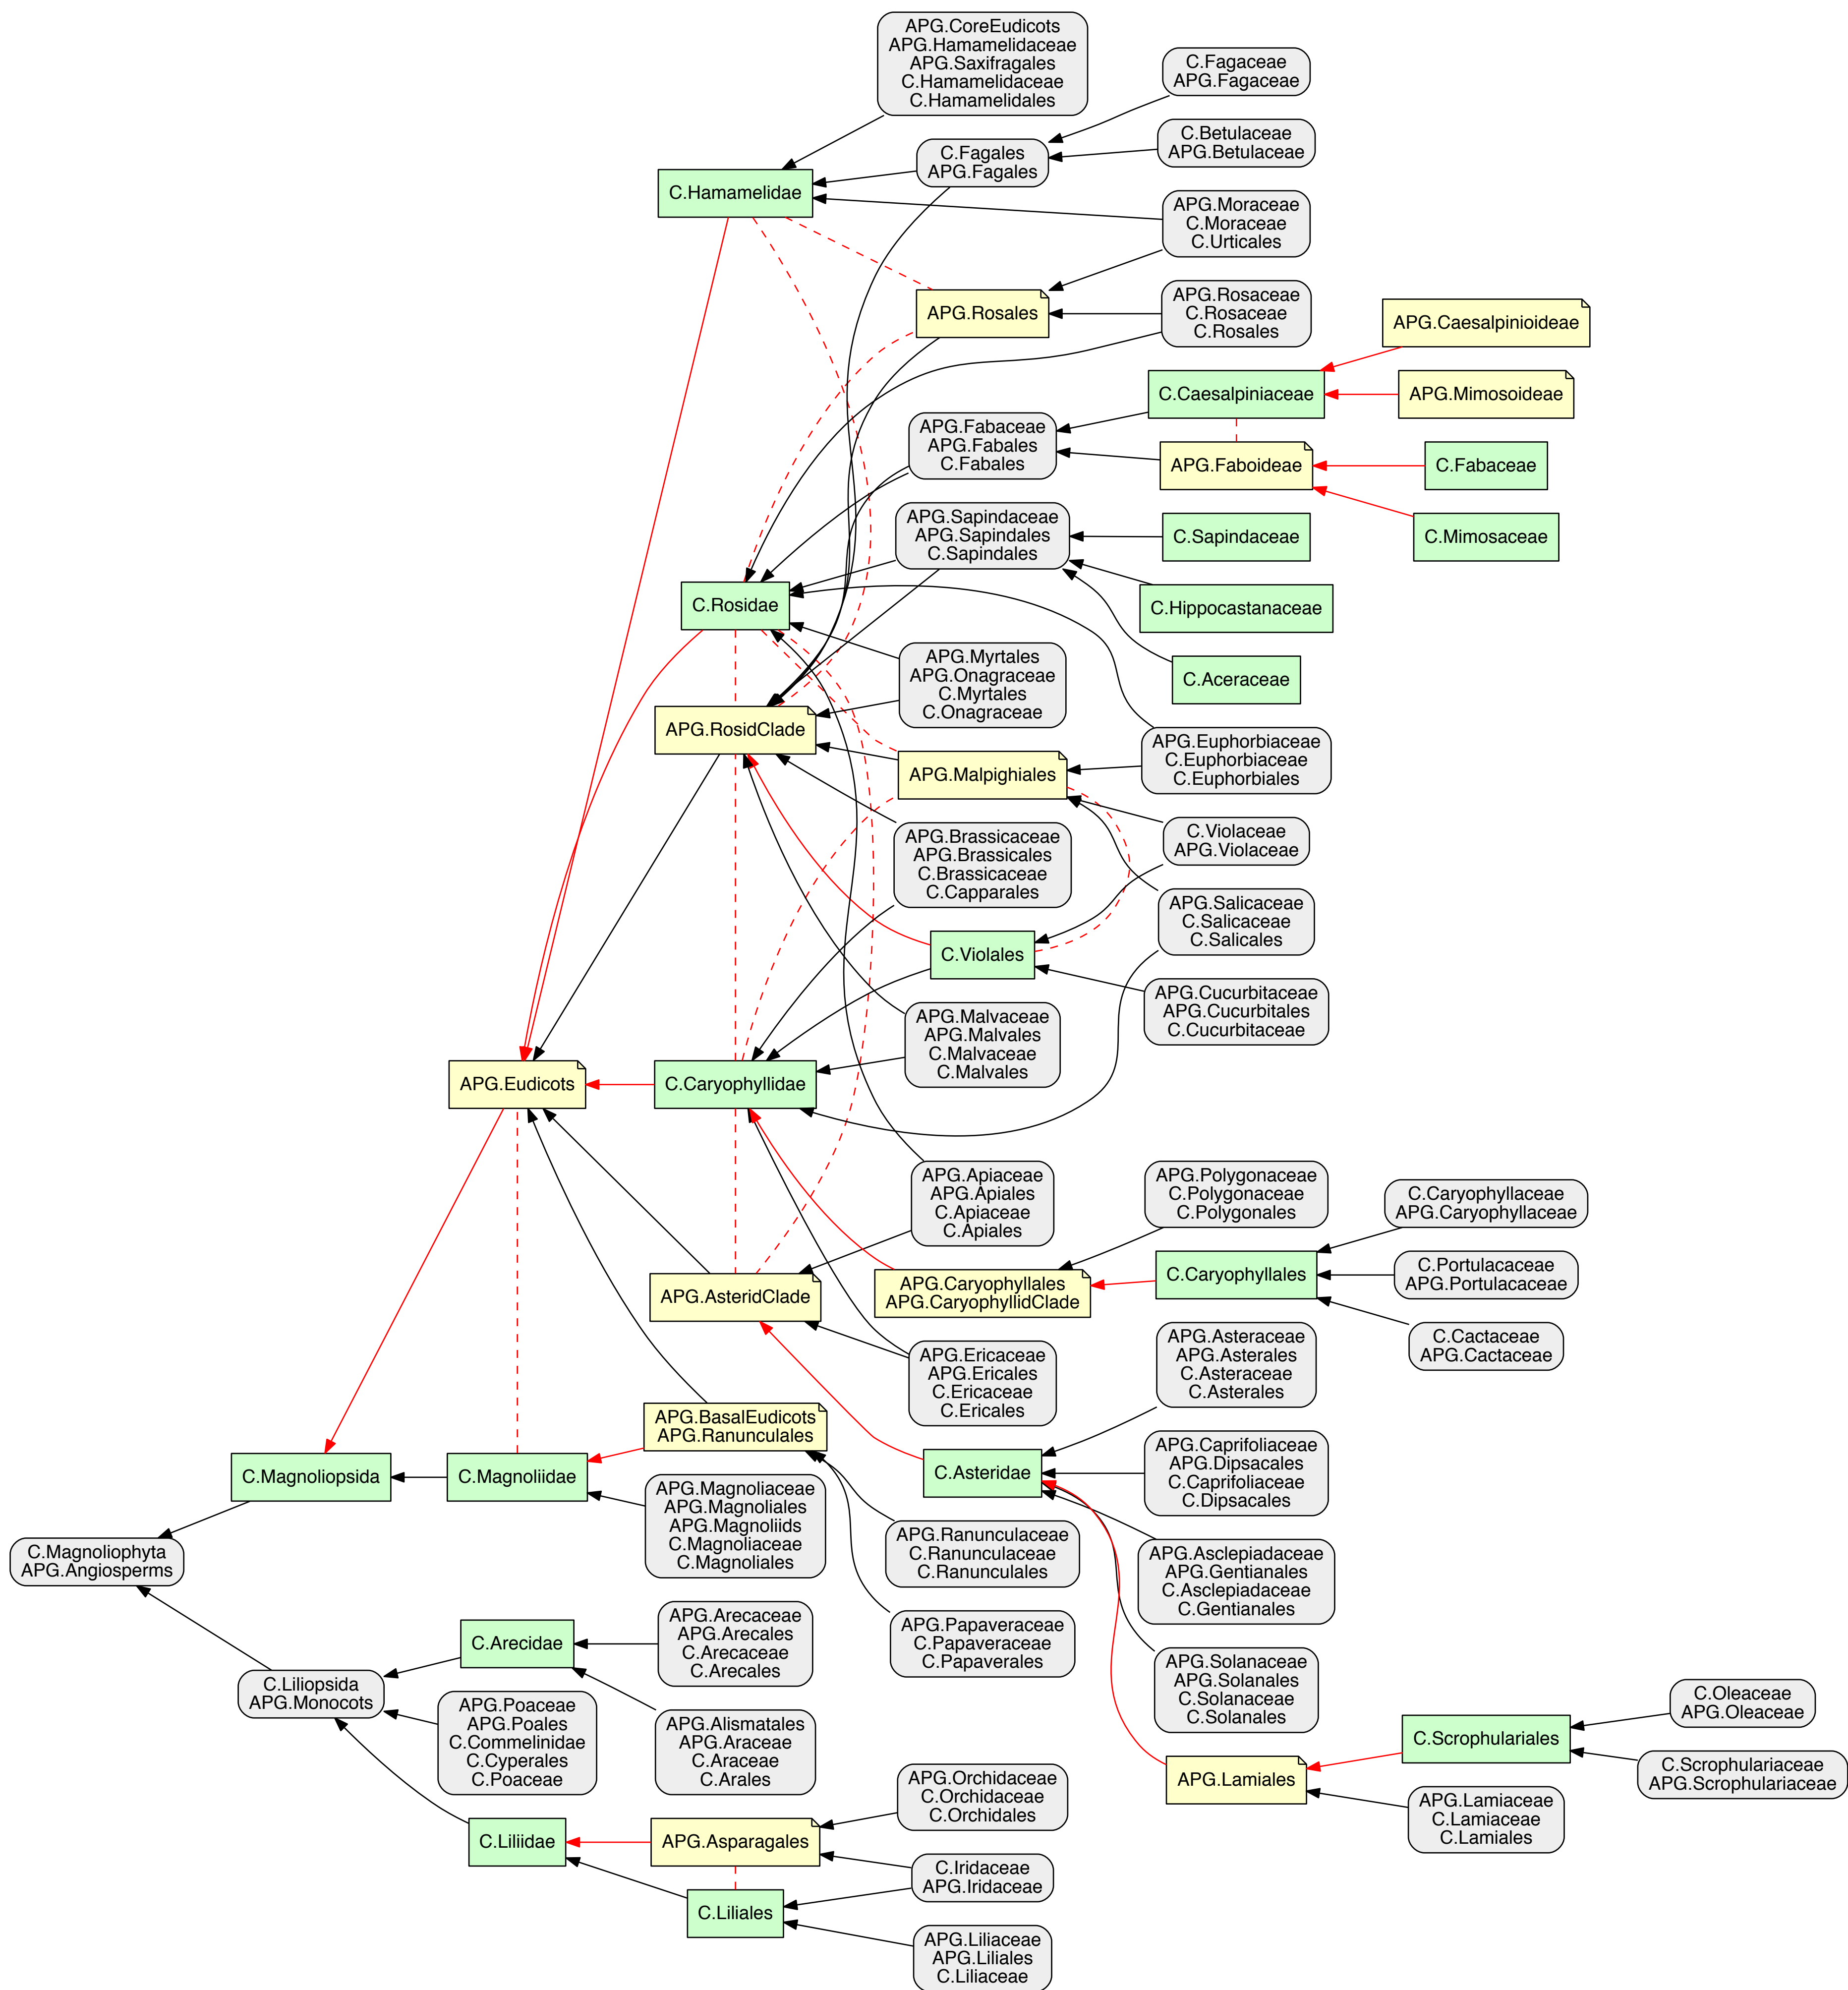 APG.CoreEudicots
APG.Hamamelidaceae
APG.Saxifragales
C.Hamamelidaceae
C.Hamamelidales
C.Fagaceae
APG.Fagaceae
C.Betulaceae
APG.Betulaceae
C.Fagales
APG.Fagales
C.Hamamelidae
APG.Moraceae
C.Moraceae
C.Urticales
APG.Rosales
APG.Rosaceae
C.Rosaceae
C.Rosales
APG.Caesalpinioideae
C.Caesalpiniaceae
APG.Mimosoideae
APG.Fabaceae
APG.Fabales
C.Fabales
APG.Faboideae
C.Fabaceae
APG.Sapindaceae
APG.Sapindales
C.Sapindales
C.Sapindaceae
C.Mimosaceae
C.Rosidae
C.Hippocastanaceae
APG.Myrtales
APG.Onagraceae
C.Myrtales
C.Onagraceae
C.Aceraceae
APG.RosidClade
APG.Malpighiales
APG.Euphorbiaceae
C.Euphorbiaceae
C.Euphorbiales
APG.Brassicaceae
APG.Brassicales
C.Brassicaceae
C.Capparales
C.Violaceae
APG.Violaceae
APG.Salicaceae
C.Salicaceae
C.Salicales
C.Violales
APG.Cucurbitaceae
APG.Cucurbitales
C.Cucurbitaceae
APG.Malvaceae
APG.Malvales
C.Malvaceae
C.Malvales
APG.Eudicots
C.Caryophyllidae
APG.Apiaceae
APG.Apiales
C.Apiaceae
C.Apiales
APG.Polygonaceae
C.Polygonaceae
C.Polygonales
C.Caryophyllaceae
APG.Caryophyllaceae
APG.AsteridClade
APG.Caryophyllales
APG.CaryophyllidClade
C.Caryophyllales
C.Portulacaceae
APG.Portulacaceae
C.Cactaceae
APG.Cactaceae
APG.Ericaceae
APG.Ericales
C.Ericaceae
C.Ericales
APG.Asteraceae
APG.Asterales
C.Asteraceae
C.Asterales
APG.BasalEudicots
APG.Ranunculales
C.Magnoliopsida
C.Magnoliidae
C.Asteridae
APG.Caprifoliaceae
APG.Dipsacales
C.Caprifoliaceae
C.Dipsacales
APG.Magnoliaceae
APG.Magnoliales
APG.Magnoliids
C.Magnoliaceae
C.Magnoliales
C.Magnoliophyta
APG.Angiosperms
APG.Ranunculaceae
C.Ranunculaceae
C.Ranunculales
APG.Asclepiadaceae
APG.Gentianales
C.Asclepiadaceae
C.Gentianales
C.Arecidae
APG.Arecaceae
APG.Arecales
C.Arecaceae
C.Arecales
APG.Papaveraceae
C.Papaveraceae
C.Papaverales
C.Liliopsida
APG.Monocots
APG.Solanaceae
APG.Solanales
C.Solanaceae
C.Solanales
APG.Poaceae
APG.Poales
C.Commelinidae
C.Cyperales
C.Poaceae
APG.Alismatales
APG.Araceae
C.Araceae
C.Arales
C.Oleaceae
APG.Oleaceae
C.Scrophulariales
C.Scrophulariaceae
APG.Scrophulariaceae
APG.Lamiales
APG.Lamiaceae
C.Lamiaceae
C.Lamiales
APG.Orchidaceae
C.Orchidaceae
C.Orchidales
C.Liliidae
APG.Asparagales
C.Iridaceae
APG.Iridaceae
C.Liliales
APG.Liliaceae
APG.Liliales
C.Liliaceae